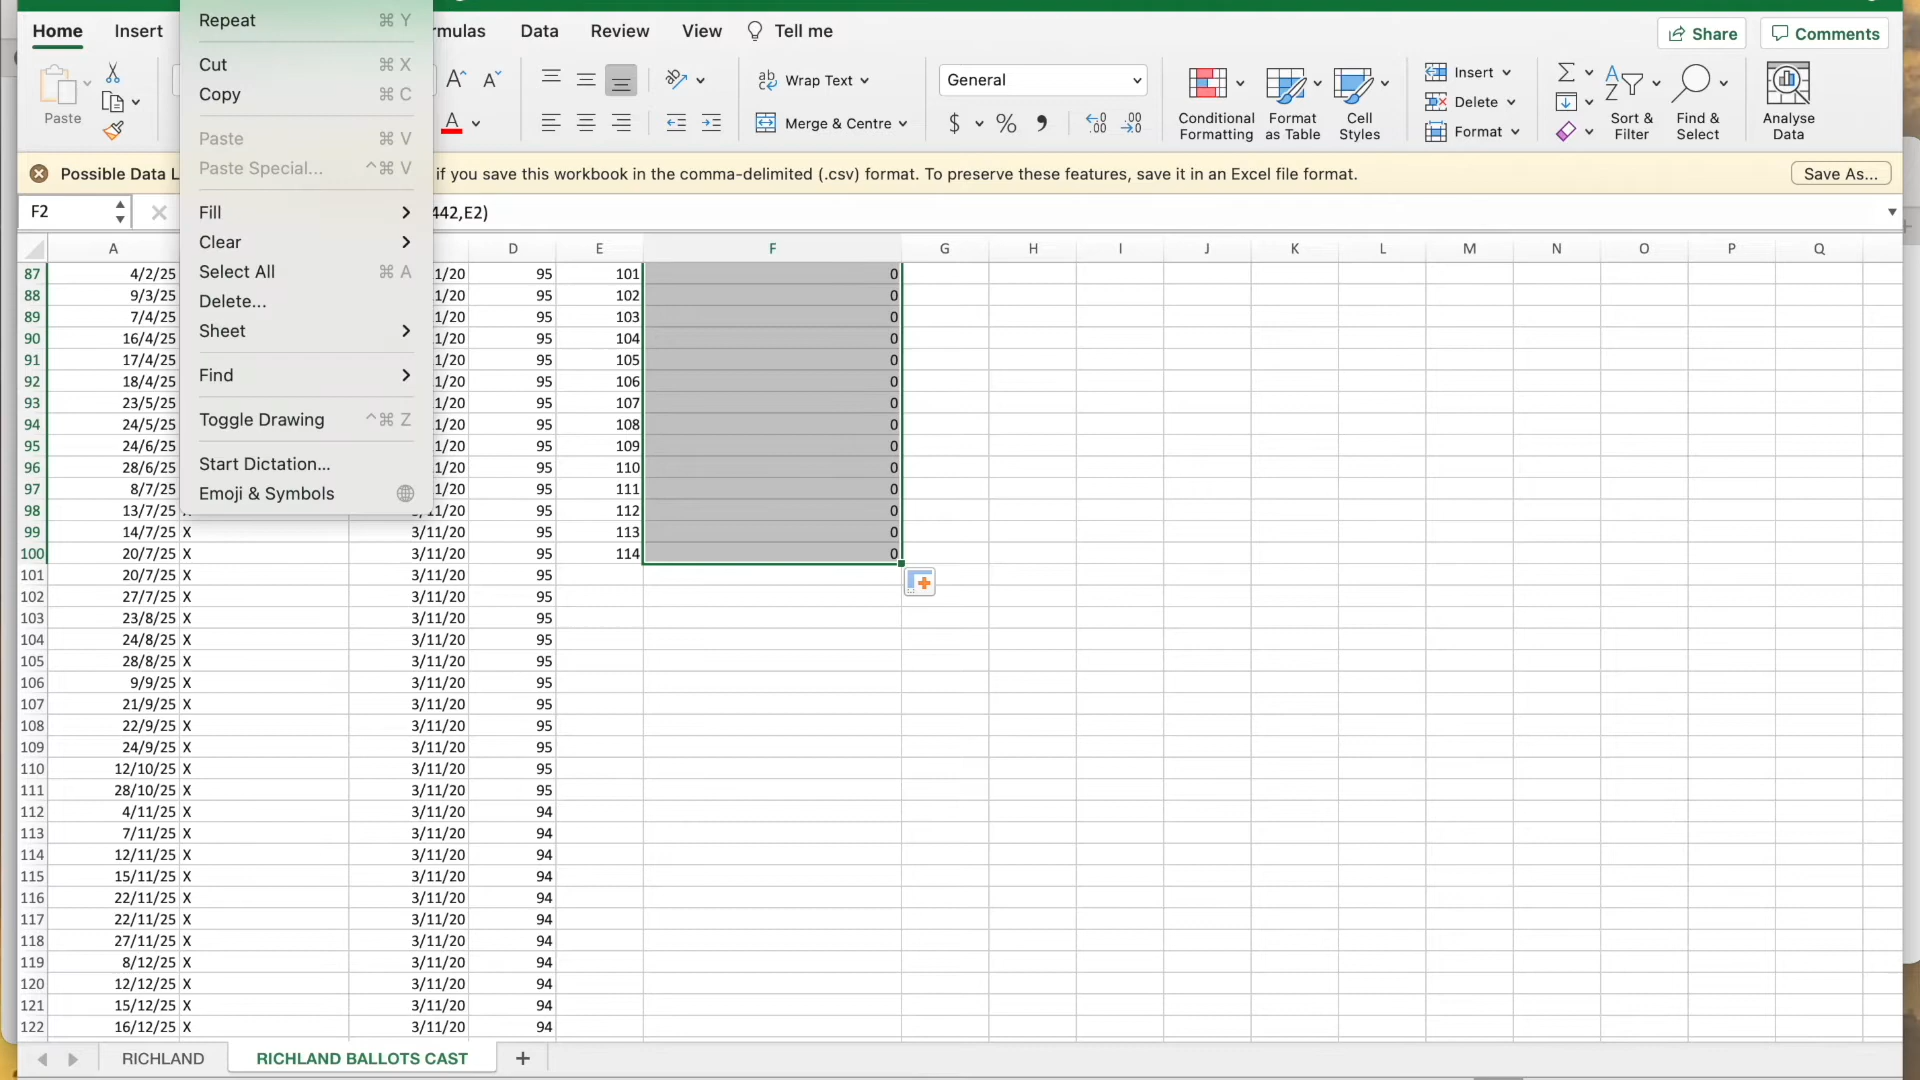 Home Insert rmulas Data Review View Tell me Share Comments
Repeat ⌘ Y
Cut ⌘ X
Copy ⌘ C
Paste ⌘ V
Paste Special... ^⌘ V
Fill
Clear
Select All ⌘ A
Delete...
Sheet
Find
Toggle Drawing ^⌘ Z
Start Dictation...
Emoji & Symbols
Paste
Wrap Text
Merge & Centre
General
$ % ,
Conditional Formatting
Format as Table
Cell Styles
Insert
Delete
Format
Sort & Filter
Find & Select
Analyse Data
Possible Data L if you save this workbook in the comma-delimited (.csv) format. To preserve these features, save it in an Excel file format. Save As...
F2 442,E2)
A D E F G H I J K L M N O P Q
87 4/2/25 1/20 95 101 0
88 9/3/25 1/20 95 102 0
89 7/4/25 1/20 95 103 0
90 16/4/25 1/20 95 104 0
91 17/4/25 1/20 95 105 0
92 18/4/25 1/20 95 106 0
93 23/5/25 1/20 95 107 0
94 24/5/25 1/20 95 108 0
95 24/6/25 1/20 95 109 0
96 28/6/25 1/20 95 110 0
97 8/7/25 1/20 95 111 0
98 13/7/25 11/20 95 112 0
99 14/7/25 X 3/11/20 95 113 0
100 20/7/25 X 3/11/20 95 114 0
101 20/7/25 X 3/11/20 95
102 27/7/25 X 3/11/20 95
103 23/8/25 X 3/11/20 95
104 24/8/25 X 3/11/20 95
105 28/8/25 X 3/11/20 95
106 9/9/25 X 3/11/20 95
107 21/9/25 X 3/11/20 95
108 22/9/25 X 3/11/20 95
109 24/9/25 X 3/11/20 95
110 12/10/25 X 3/11/20 95
111 28/10/25 X 3/11/20 95
112 4/11/25 X 3/11/20 94
113 7/11/25 X 3/11/20 94
114 12/11/25 X 3/11/20 94
115 15/11/25 X 3/11/20 94
116 22/11/25 X 3/11/20 94
117 22/11/25 X 3/11/20 94
118 27/11/25 X 3/11/20 94
119 8/12/25 X 3/11/20 94
120 12/12/25 X 3/11/20 94
121 15/12/25 X 3/11/20 94
122 16/12/25 X 3/11/20 94
RICHLAND RICHLAND BALLOTS CAST +